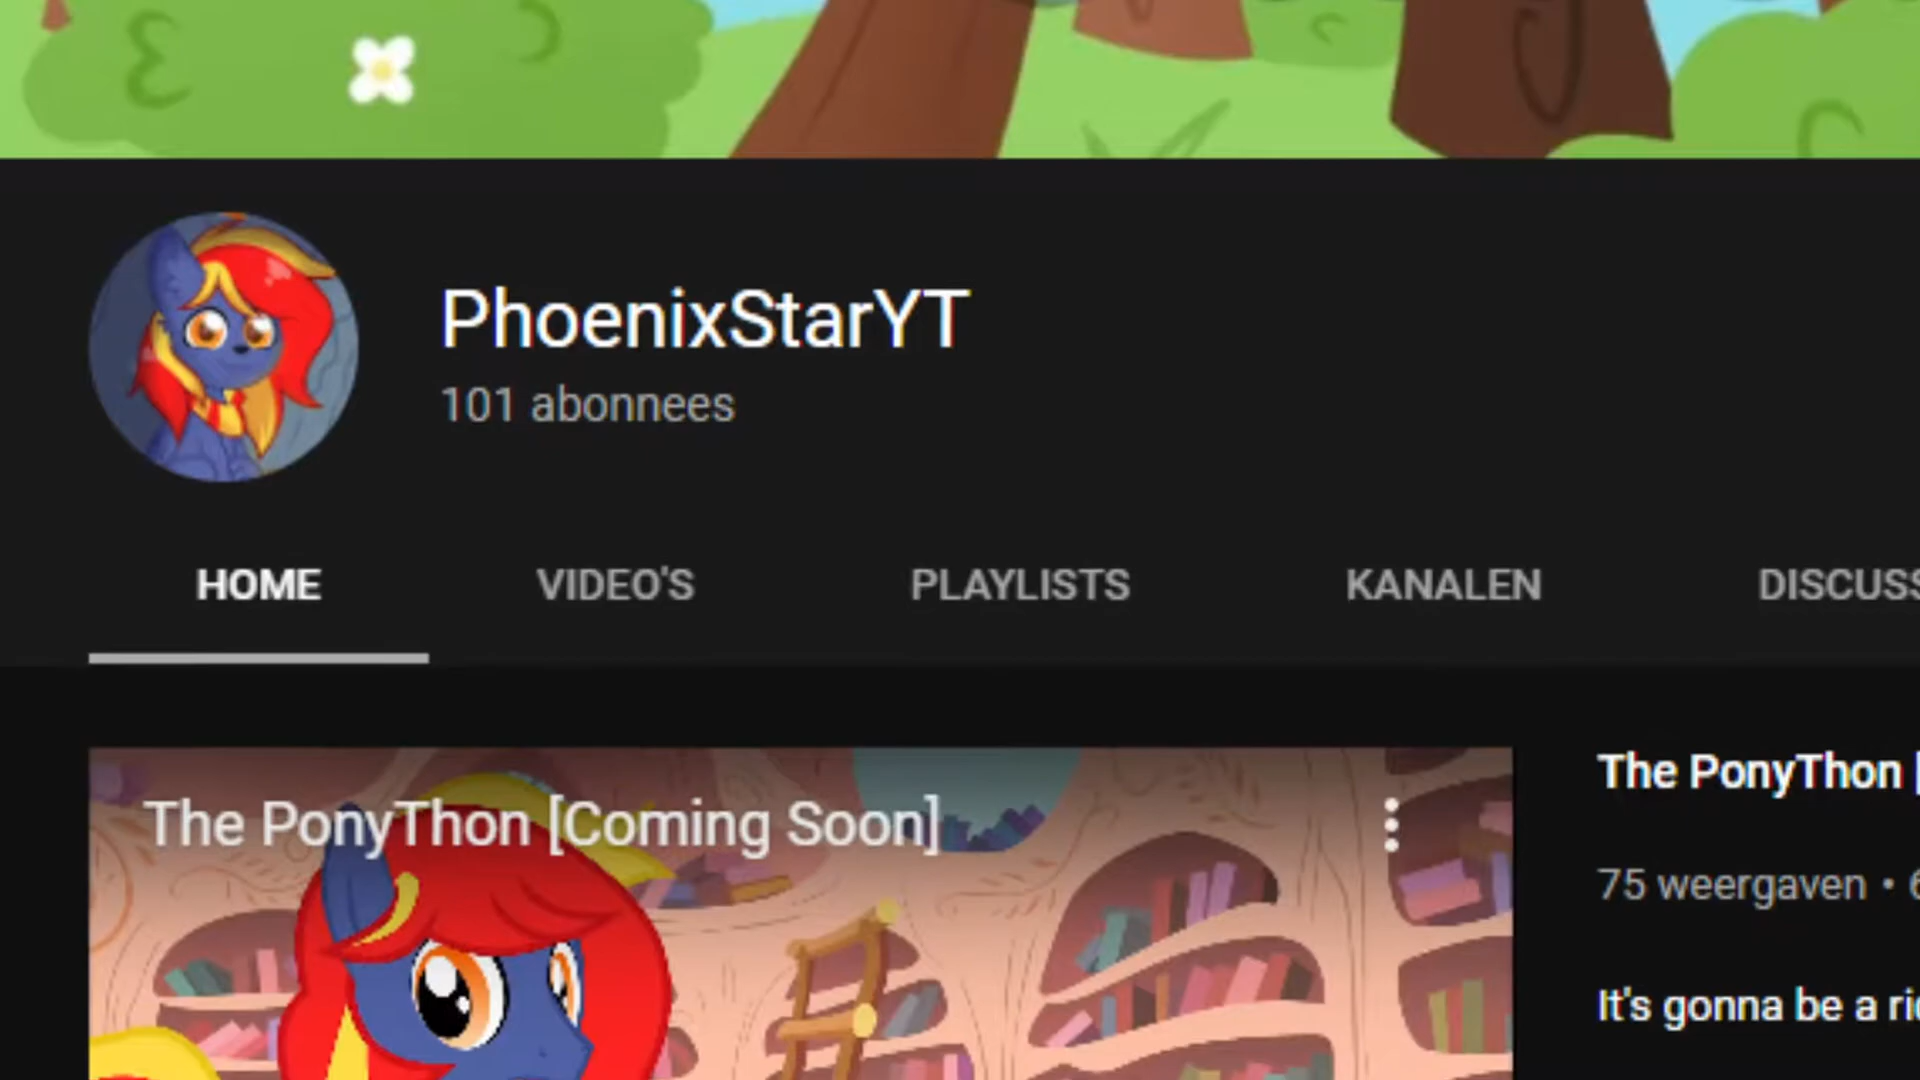 PhoenixStarYT
101 abonnees
HOME VIDEO'S PLAYLISTS KANALEN
The PonyThon [Coming Soon]
The PonyThon [
75 weergaven •
It's gonna be a